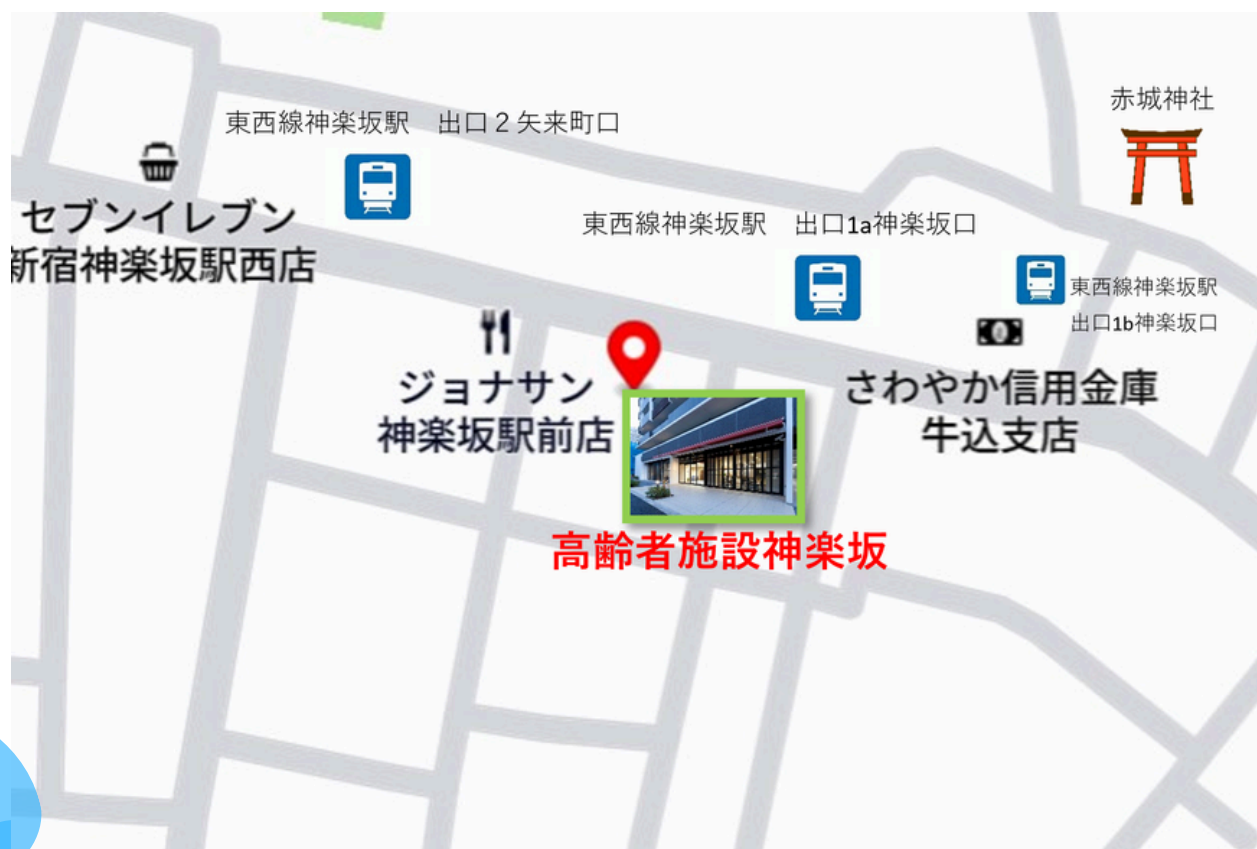 赤城神社
東西線神楽坂駅　出口２矢来町口
セブンイレブン
新宿神楽坂駅西店
東西線神楽坂駅　出口1a神楽坂口
東西線神楽坂駅
出口1b神楽坂口
ジョナサン
神楽坂駅前店
さわやか信用金庫
牛込支店
高齢者施設神楽坂